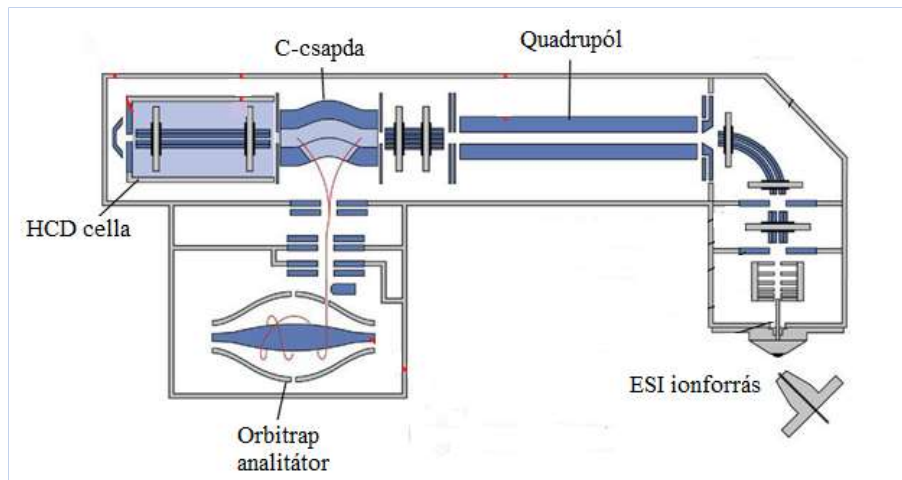 C-csapda
Quadrupól
HCD cella
ESI ionforrás
Orbitrap
analitátor